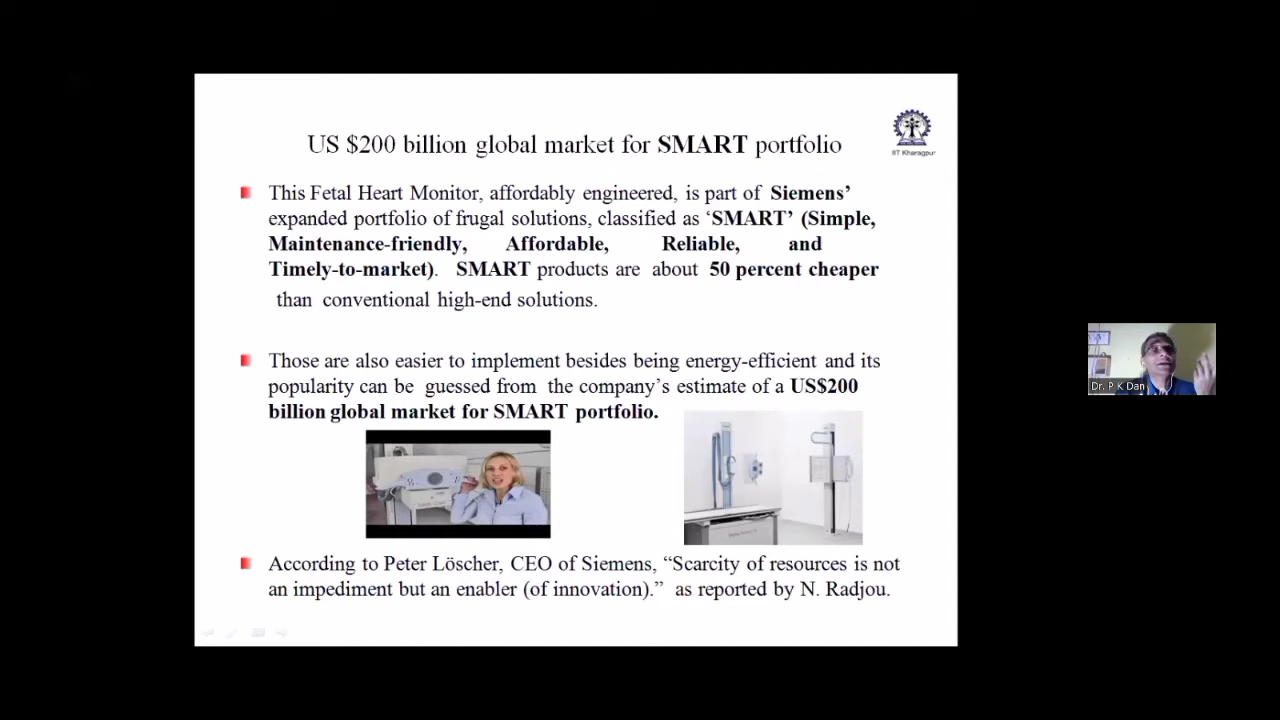 US $200 billion global market for SMART portfolio
IIT Kharagpur
This Fetal Heart Monitor, affordably engineered, is part of Siemens’
expanded portfolio of frugal solutions, classified as ‘SMART’ (Simple,
Maintenance-friendly, Affordable, Reliable, and
Timely-to-market). SMART products are about 50 percent cheaper
than conventional high-end solutions.
Those are also easier to implement besides being energy-efficient and its
popularity can be guessed from the company’s estimate of a US$200
billion global market for SMART portfolio.
According to Peter Löscher, CEO of Siemens, “Scarcity of resources is not
an impediment but an enabler (of innovation).” as reported by N. Radjou.
Dr. P K Dan